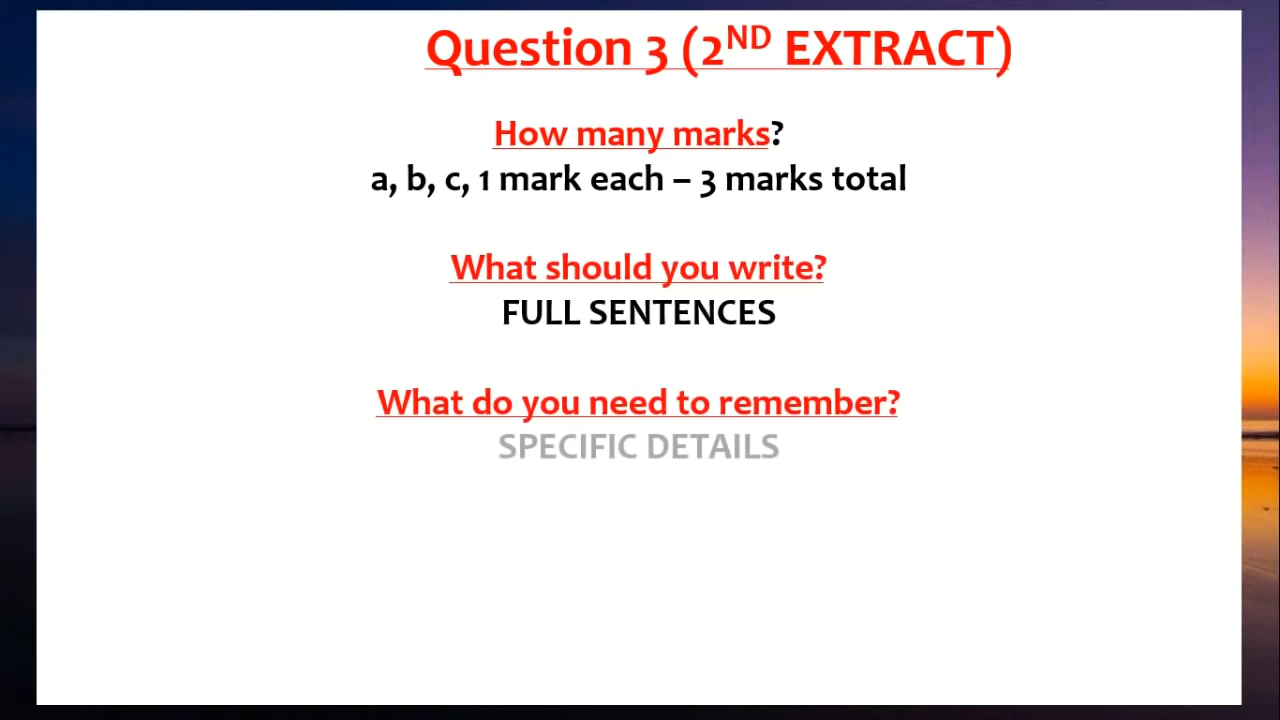 Question 3 (2ND EXTRACT)
How many marks?
a, b, c, 1 mark each – 3 marks total
What should you write?
FULL SENTENCES
What do you need to remember?
SPECIFIC DETAILS